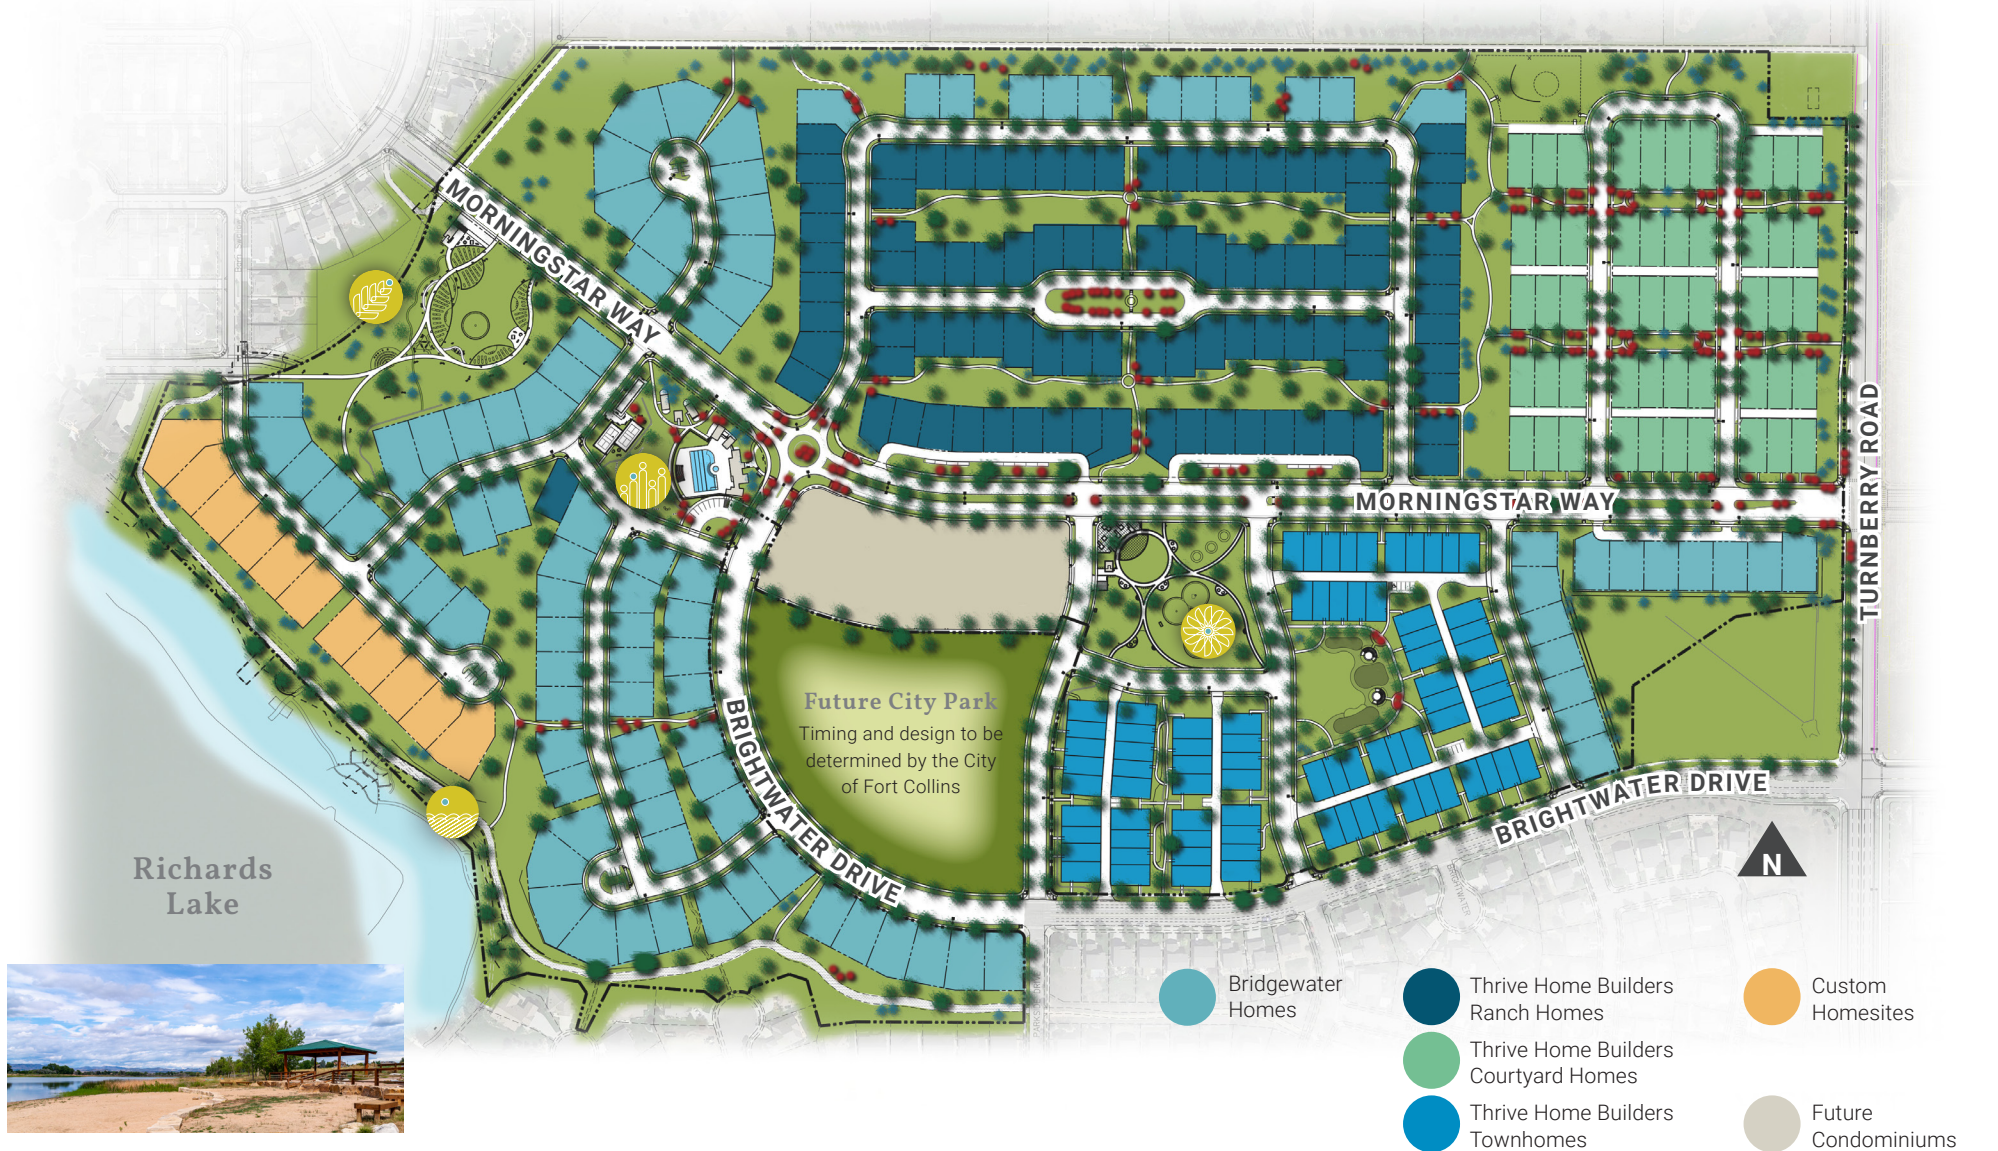 MORNINGSTAR WAY
MORNINGSTAR WAY
TURNBERRY ROAD
Future City Park
Timing and design to be
determined by the City
of Fort Collins
BRIGHTWATER DRIVE
BRIGHTWATER DRIVE
Richards
Lake
N
Bridgewater
Homes
Thrive Home Builders
Ranch Homes
Custom
Homesites
Thrive Home Builders
Courtyard Homes
Thrive Home Builders
Townhomes
Future
Condominiums